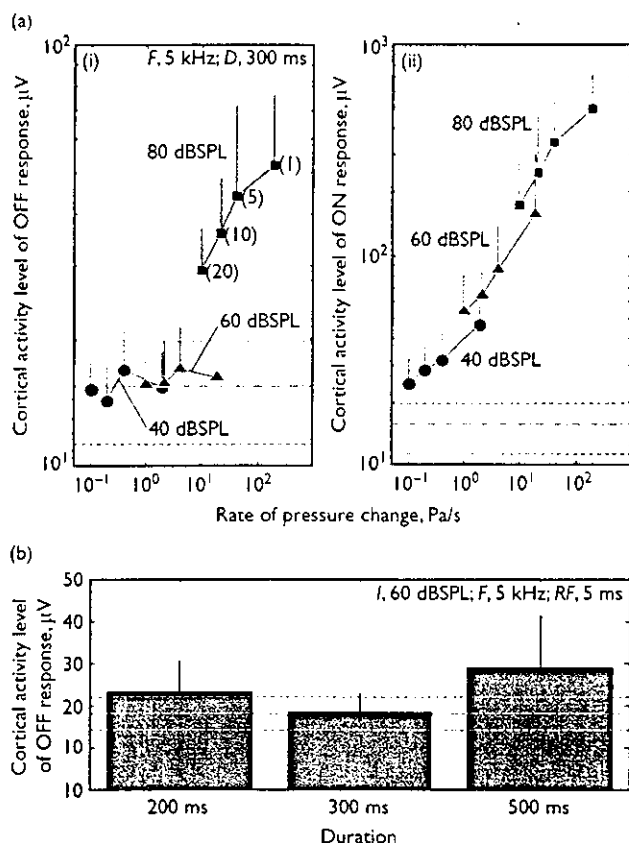 (a)
(i) F, 5 kHz; D, 300 ms
10²
80 dBSPL
(1)
(5)
(10)
(20)
60 dBSPL
40 dBSPL
10¹
10⁻¹ 10⁰ 10¹ 10²
Cortical activity level of OFF response, µV
(ii)
10³
80 dBSPL
10²
60 dBSPL
40 dBSPL
10¹
10⁻¹ 10⁰ 10¹ 10²
Cortical activity level of ON response, µV
Rate of pressure change, Pa/s
(b)
I, 60 dBSPL; F, 5 kHz; RF, 5 ms
50
40
30
20
10
10
Cortical activity level
of OFF response, µV
200 ms 300 ms 500 ms
Duration